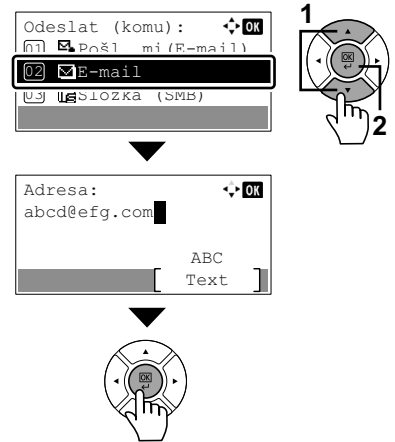 Odeslat (komu): OK
01 Pošl. mi(E-mail)
02 E-mail
03 Složka (SMB)
1
OK
2
Adresa: OK
abcd@efg.com
ABC
[ Text ]
OK